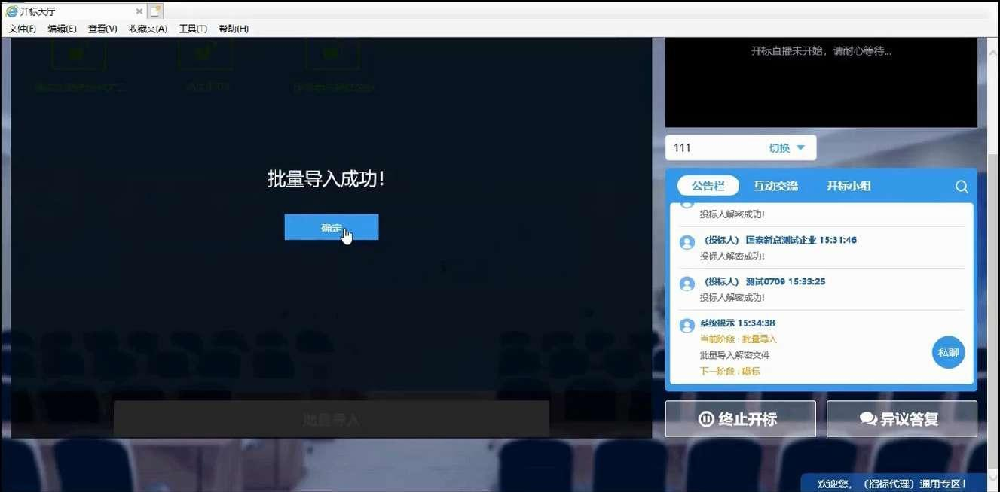 开标大厅
文件(F) 编辑(E) 查看(V) 收藏夹(A) 工具(T) 帮助(H)
批量导入成功!
确定
批量导入
开标直播未开始，请耐心等待...
111 切换
公告栏 互动交流 开标小组
投标人解密成功!
（投标人） 国泰新点测试企业 15:31:46
投标人解密成功!
（投标人） 测试0709 15:33:25
投标人解密成功!
系统提示 15:34:38
当前阶段 : 批量导入
批量导入解密文件
下一阶段 : 唱标
私聊
终止开标 异议答复
欢迎您, （招标代理）通用专区1